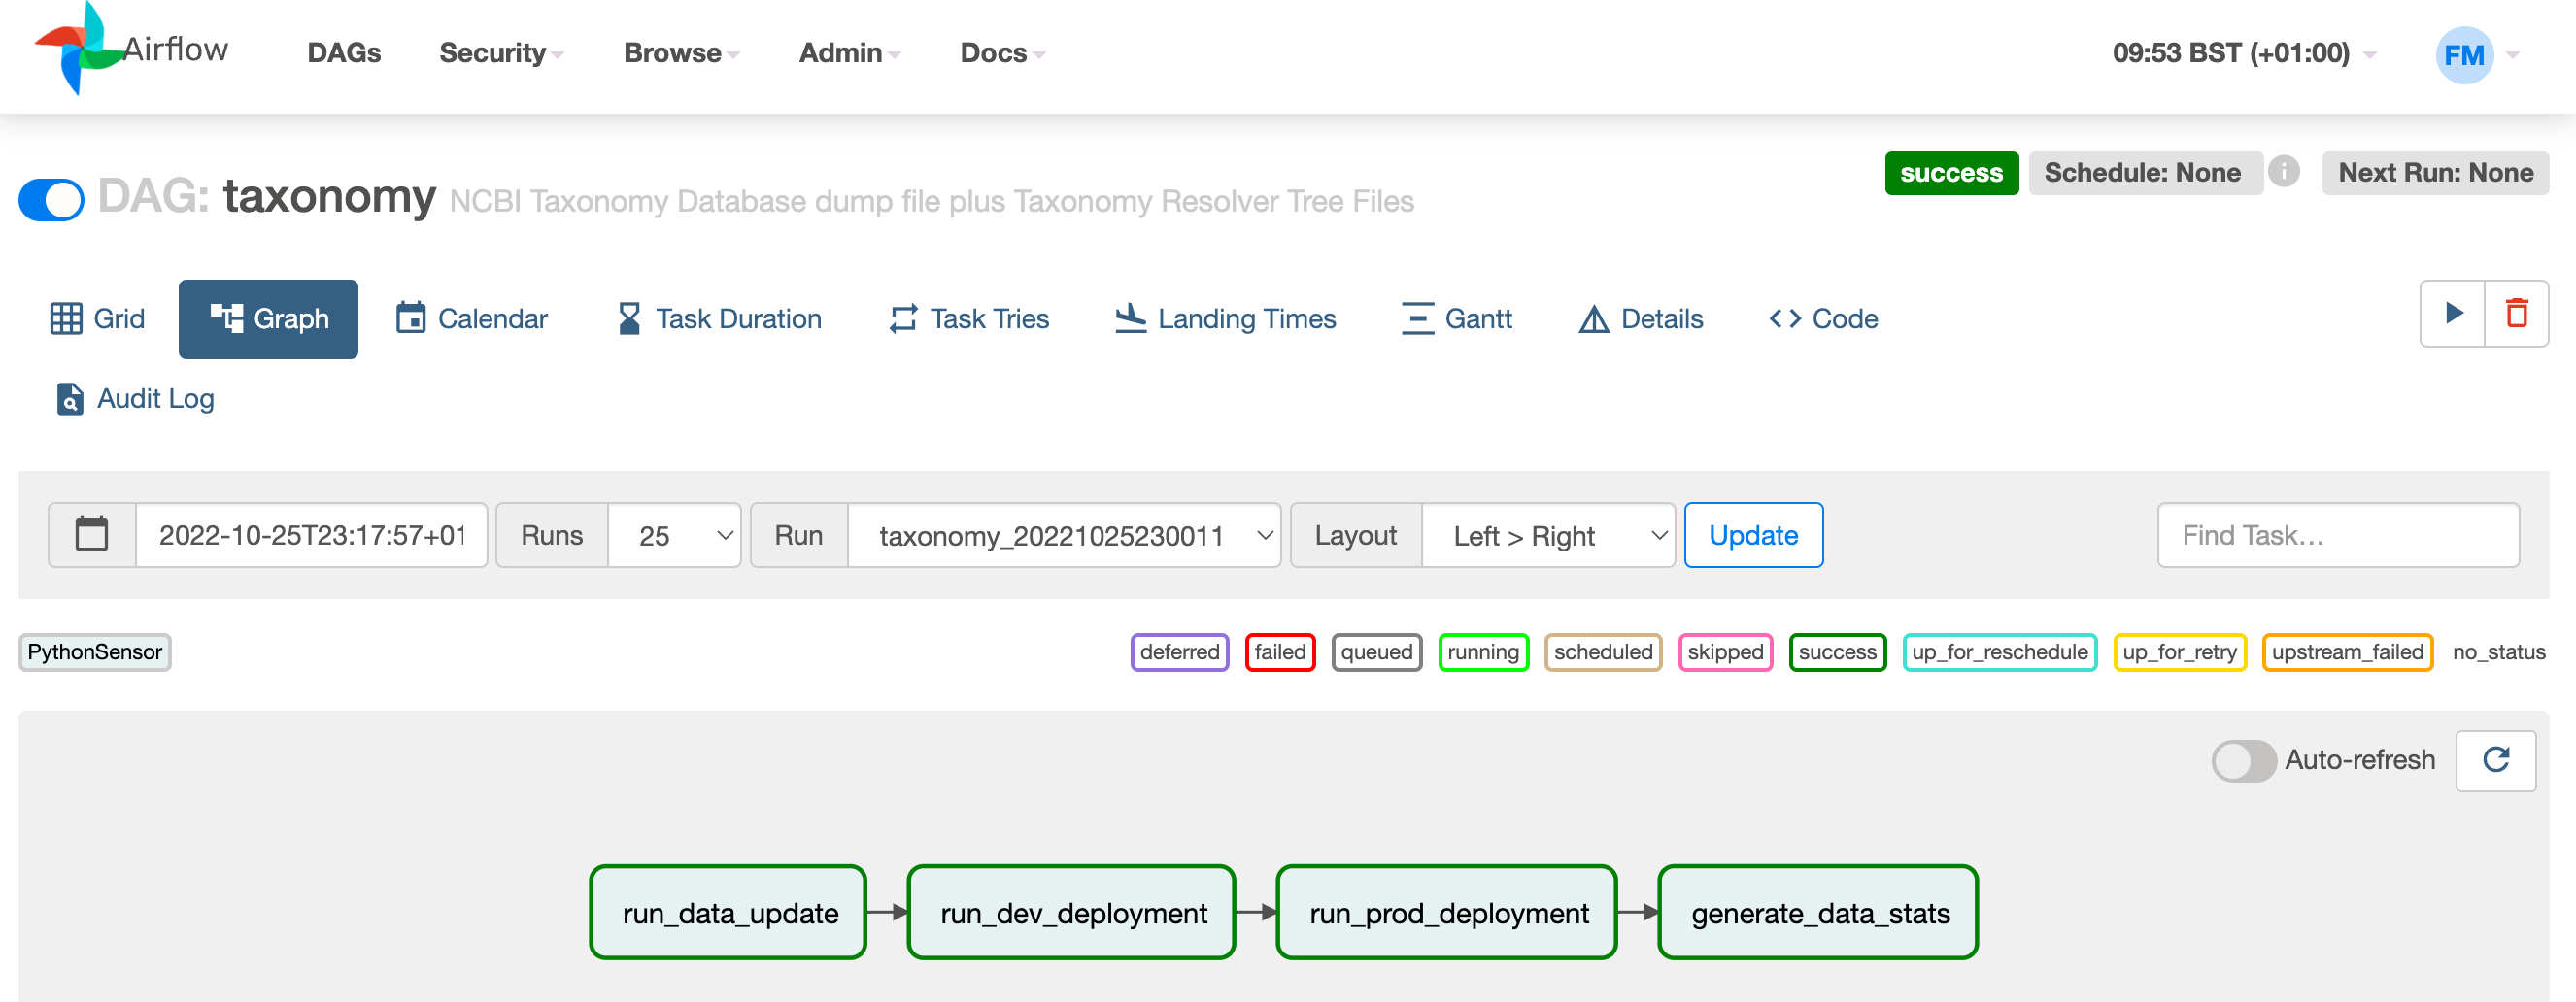 Airflow DAGs Security Browse Admin Docs 09:53 BST (+01:00) FM
success Schedule: None i Next Run: None
DAG: taxonomy NCBI Taxonomy Database dump file plus Taxonomy Resolver Tree Files
Grid Graph Calendar Task Duration Task Tries Landing Times Gantt Details Code
Audit Log
2022-10-25T23:17:57+01 Runs 25 Run taxonomy_20221025230011 Layout Left > Right Update Find Task...
PythonSensor deferred failed queued running scheduled skipped success up_for_reschedule up_for_retry upstream_failed no_status
Auto-refresh
run_data_update run_dev_deployment run_prod_deployment generate_data_stats